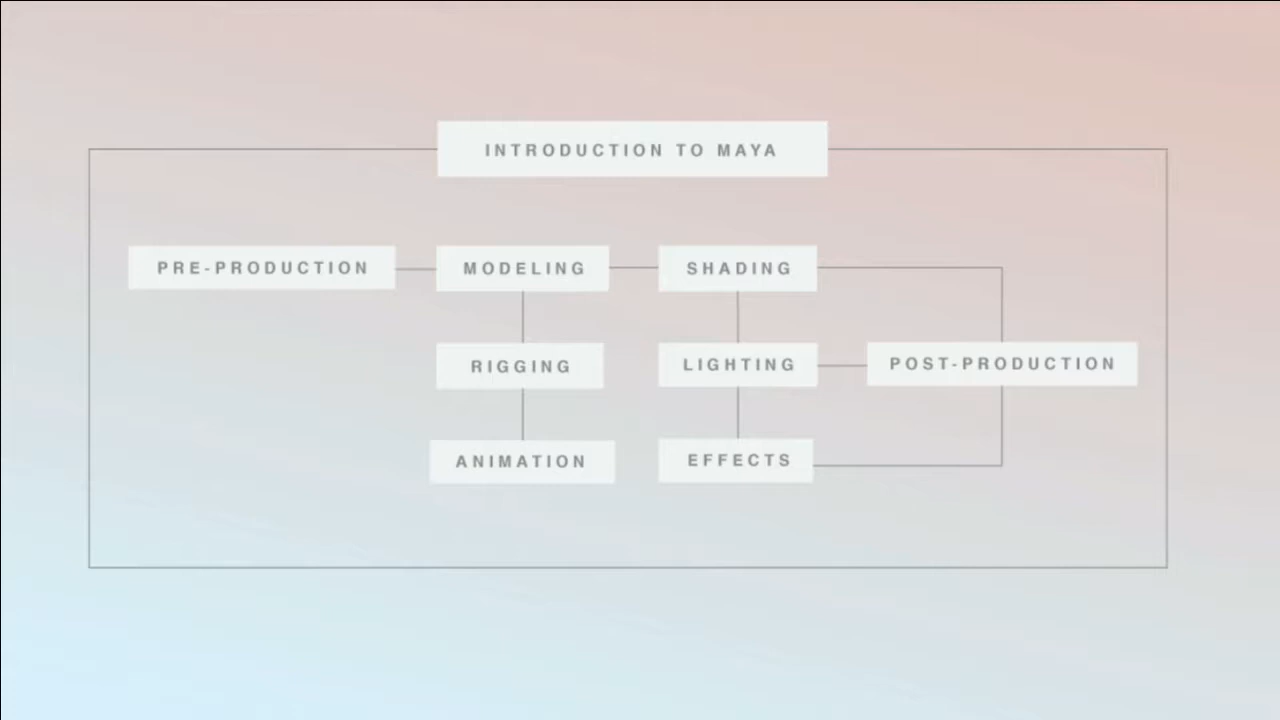 INTRODUCTION TO MAYA
PRE-PRODUCTION
MODELING
SHADING
RIGGING
LIGHTING
POST-PRODUCTION
ANIMATION
EFFECTS